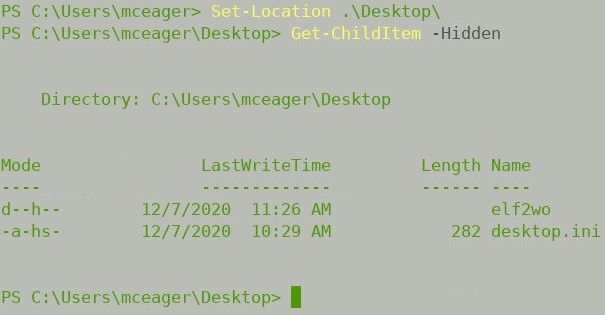 PS C:\Users\mceager> Set-Location .\Desktop\
PS C:\Users\mceager\Desktop> Get-ChildItem -Hidden
    Directory: C:\Users\mceager\Desktop
Mode                LastWriteTime         Length Name
----                -------------         ------ ----
d--h--        12/7/2020  11:26 AM                elf2wo
-a-hs-        12/7/2020  10:29 AM            282 desktop.ini
PS C:\Users\mceager\Desktop>